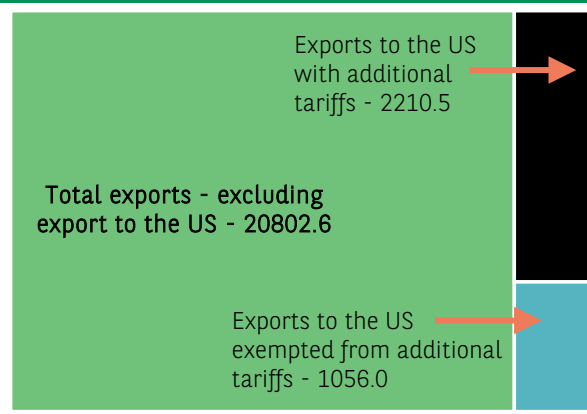 Exports to the US
with additional
tariffs - 2210.5
Total exports - excluding
export to the US - 20802.6
Exports to the US
exempted from additional
tariffs - 1056.0